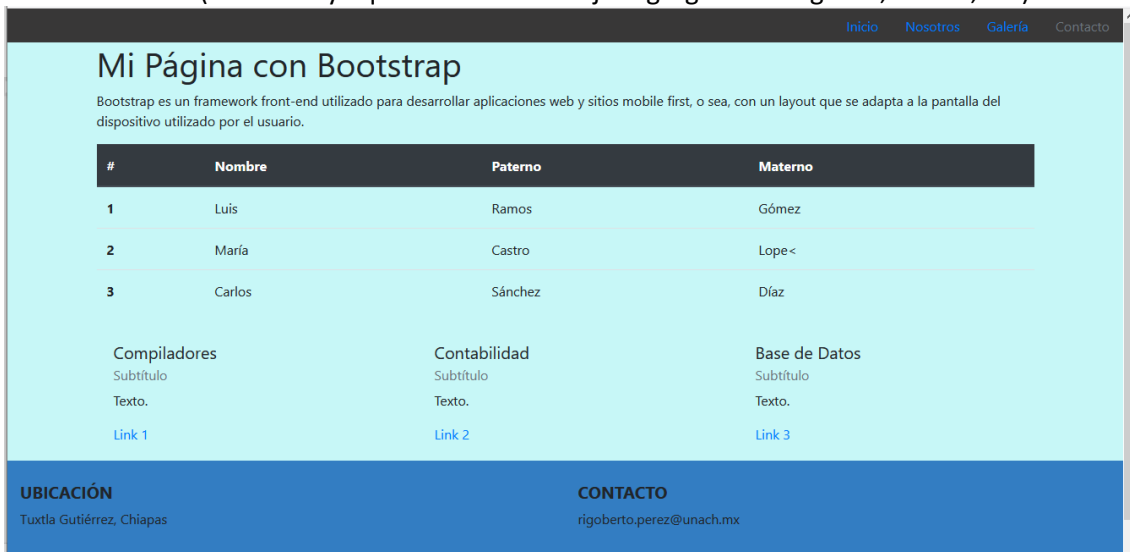 Inicio Nosotros Galería Contacto
Mi Página con Bootstrap
Bootstrap es un framework front-end utilizado para desarrollar aplicaciones web y sitios mobile first, o sea, con un layout que se adapta a la pantalla del
dispositivo utilizado por el usuario.
# Nombre Paterno Materno
1 Luis Ramos Gómez
2 María Castro Lope<
3 Carlos Sánchez Díaz
Compiladores Contabilidad Base de Datos
Subtítulo Subtítulo Subtítulo
Texto. Texto. Texto.
Link 1 Link 2 Link 3
UBICACIÓN CONTACTO
Tuxtla Gutiérrez, Chiapas rigoberto.perez@unach.mx